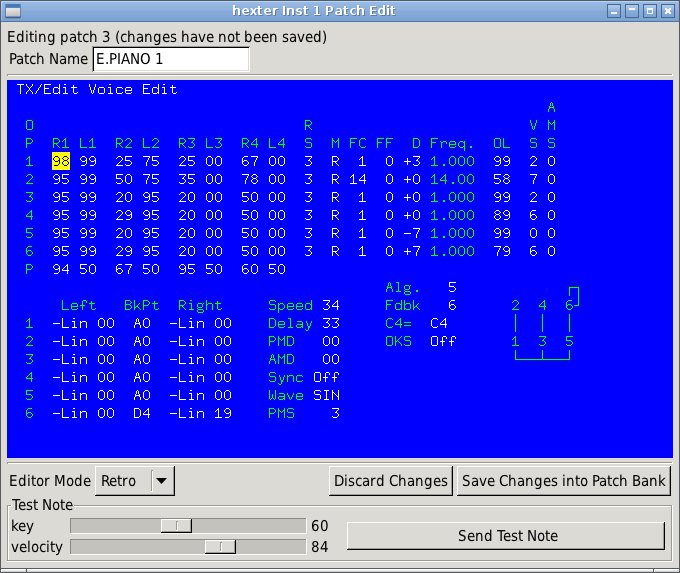 hexter Inst 1 Patch Edit
Editing patch 3 (changes have not been saved)
Patch Name E.PIANO 1
TX/Edit Voice Edit
A
O R V M
P R1 L1 R2 L2 R3 L3 R4 L4 S M FC FF D Freq. OL S S
1 98 99 25 75 25 00 67 00 3 R 1 0 +3 1.000 99 2 0
2 95 99 50 75 35 00 78 00 3 R 14 0 +0 14.00 58 7 0
3 95 99 20 95 20 00 50 00 3 R 1 0 +0 1.000 99 2 0
4 95 99 29 95 20 00 50 00 3 R 1 0 +0 1.000 89 6 0
5 95 99 20 95 20 00 50 00 3 R 1 0 -7 1.000 99 0 0
6 95 99 29 95 20 00 50 00 3 R 1 0 +7 1.000 79 6 0
P 94 50 67 50 95 50 60 50
Alg. 5
Left BkPt Right Speed 34 Fdbk 6 2 4 6
1 -Lin 00 A0 -Lin 00 Delay 33 C4= C4
2 -Lin 00 A0 -Lin 00 PMD 00 OKS Off 1 3 5
3 -Lin 00 A0 -Lin 00 AMD 00
4 -Lin 00 A0 -Lin 00 Sync Off
5 -Lin 00 A0 -Lin 00 Wave SIN
6 -Lin 00 D4 -Lin 19 PMS 3
Editor Mode Retro Discard Changes Save Changes into Patch Bank
Test Note
key 60
velocity 84 Send Test Note